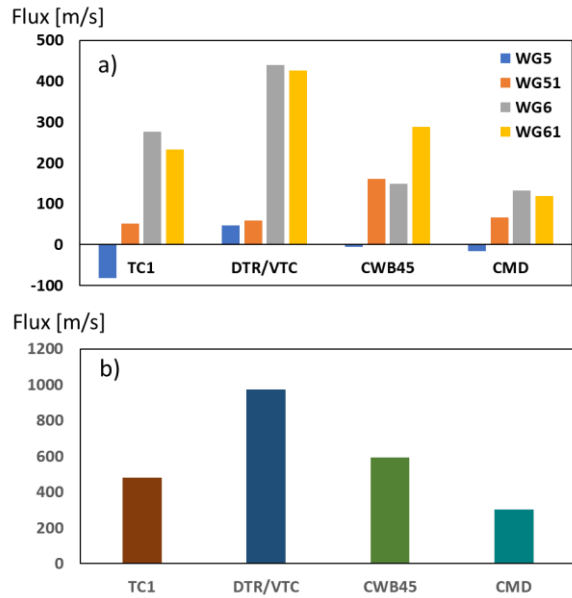 Flux [m/s]
a)
500
400
300
200
100
0
-100
WG5
WG51
WG6
WG61
TC1 DTR/VTC CWB45 CMD
Flux [m/s]
b)
1200
1000
800
600
400
200
0
TC1 DTR/VTC CWB45 CMD